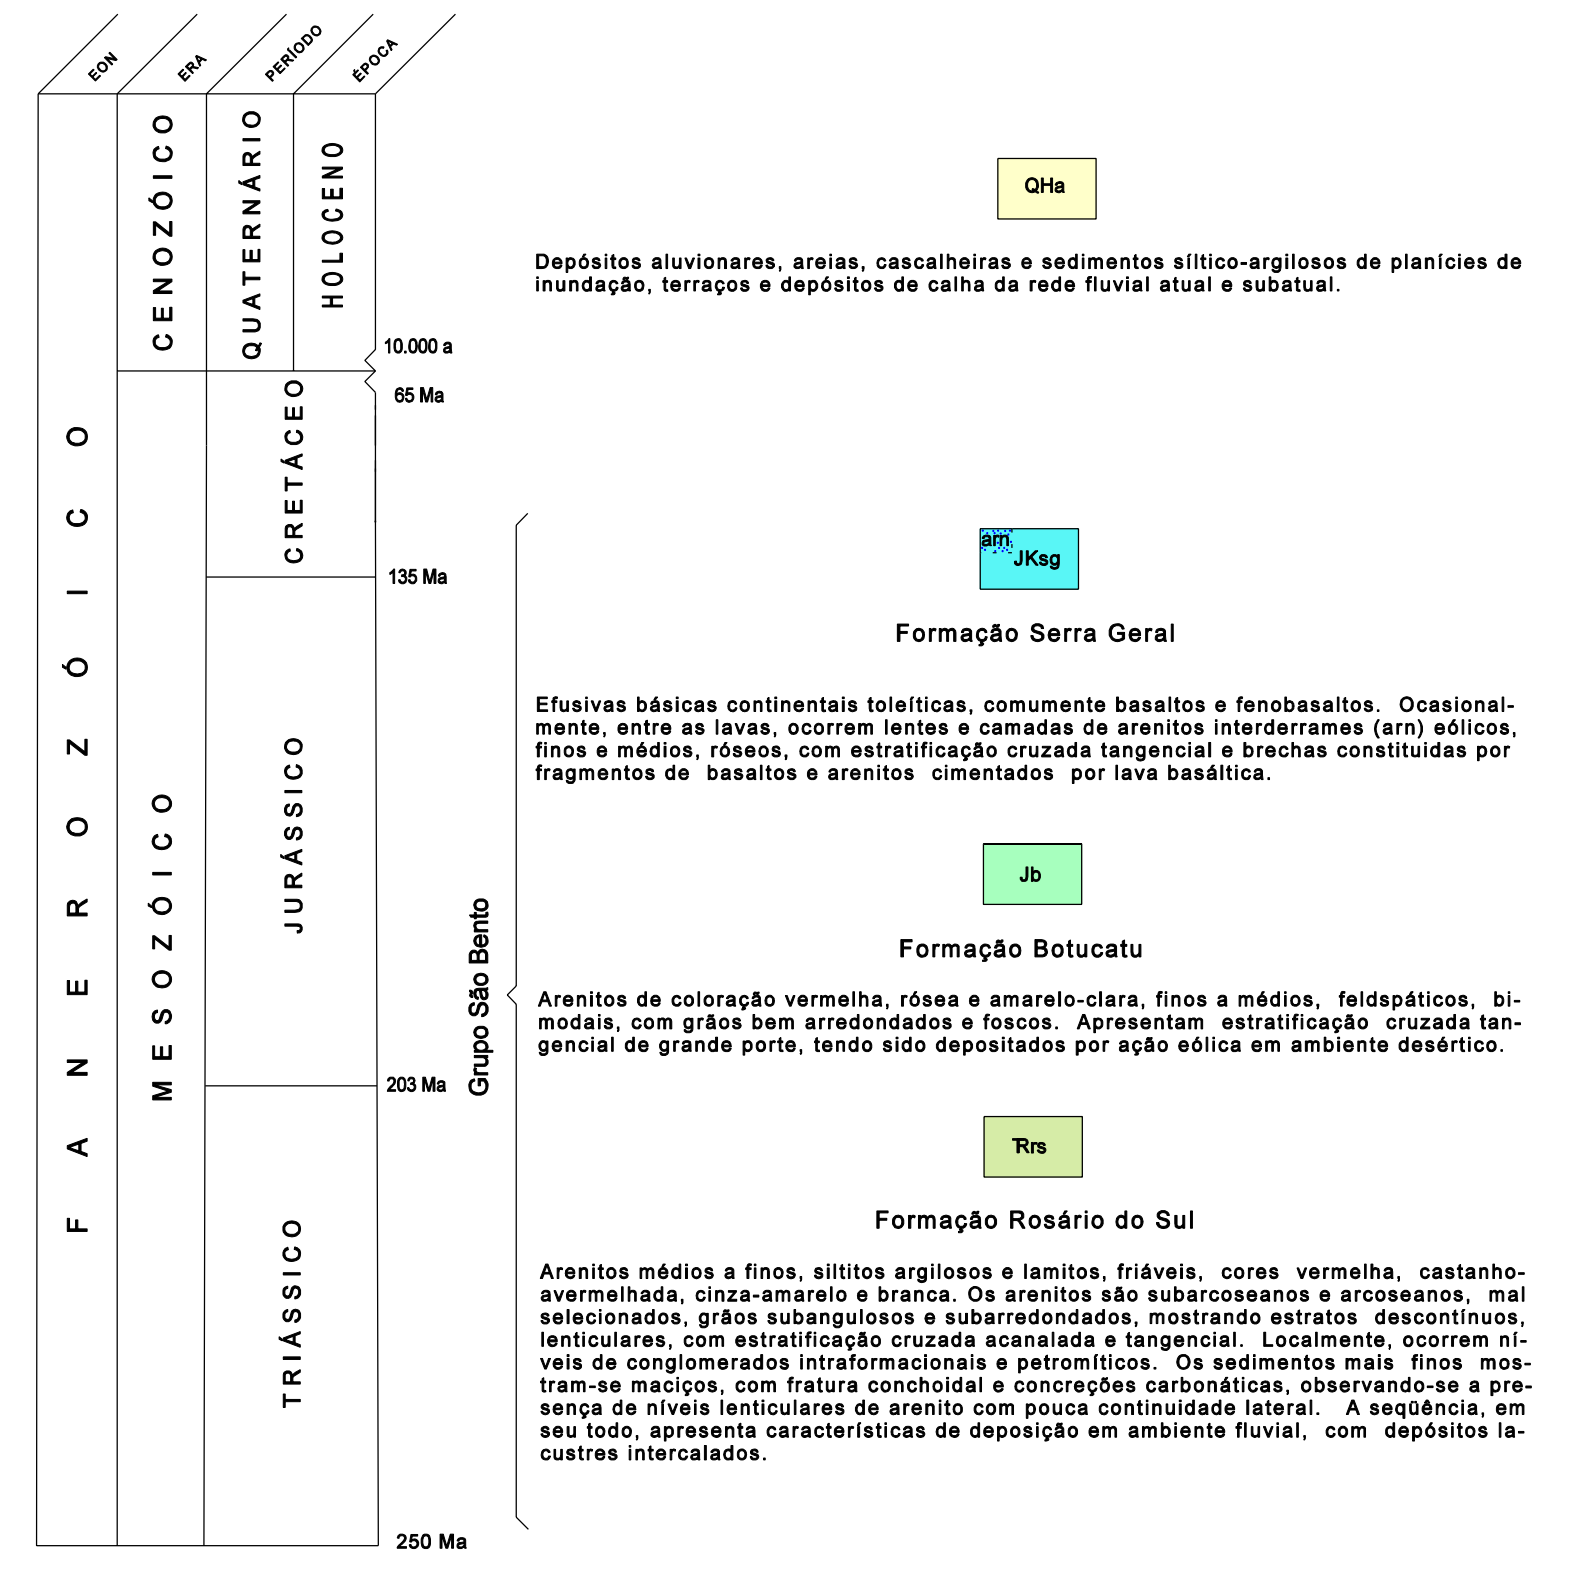 EON
ERA
PERÍODO
ÉPOCA
FANEROZÓICO
CENOZÓICO
QUATERNÁRIO
HOLOCENO
10.000 a
65 Ma
MESOZÓICO
CRETÁCEO
135 Ma
JURÁSSICO
203 Ma
TRIÁSSICO
250 Ma
QHa
Depósitos aluvionares, areias, cascalheiras e sedimentos síltico-argilosos de planícies de
inundação, terraços e depósitos de calha da rede fluvial atual e subatual.
Grupo São Bento
arn
JKsg
Formação Serra Geral
Efusivas básicas continentais toleíticas, comumente basaltos e fenobasaltos. Ocasional-
mente, entre as lavas, ocorrem lentes e camadas de arenitos interderrames (arn) eólicos,
finos e médios, róseos, com estratificação cruzada tangencial e brechas constituidas por
fragmentos de basaltos e arenitos cimentados por lava basáltica.
Jb
Formação Botucatu
Arenitos de coloração vermelha, rósea e amarelo-clara, finos a médios, feldspáticos, bi-
modais, com grãos bem arredondados e foscos. Apresentam estratificação cruzada tan-
gencial de grande porte, tendo sido depositados por ação eólica em ambiente desértico.
TRrs
Formação Rosário do Sul
Arenitos médios a finos, siltitos argilosos e lamitos, friáveis, cores vermelha, castanho-
avermelhada, cinza-amarelo e branca. Os arenitos são subarcoseanos e arcoseanos, mal
selecionados, grãos subangulosos e subarredondados, mostrando estratos descontínuos,
lenticulares, com estratificação cruzada acanalada e tangencial. Localmente, ocorrem ní-
veis de conglomerados intraformacionais e petromíticos. Os sedimentos mais finos mos-
tram-se maciços, com fratura conchoidal e concreções carbonáticas, observando-se a pre-
sença de níveis lenticulares de arenito com pouca continuidade lateral. A seqüência, em
seu todo, apresenta características de deposição em ambiente fluvial, com depósitos la-
custres intercalados.